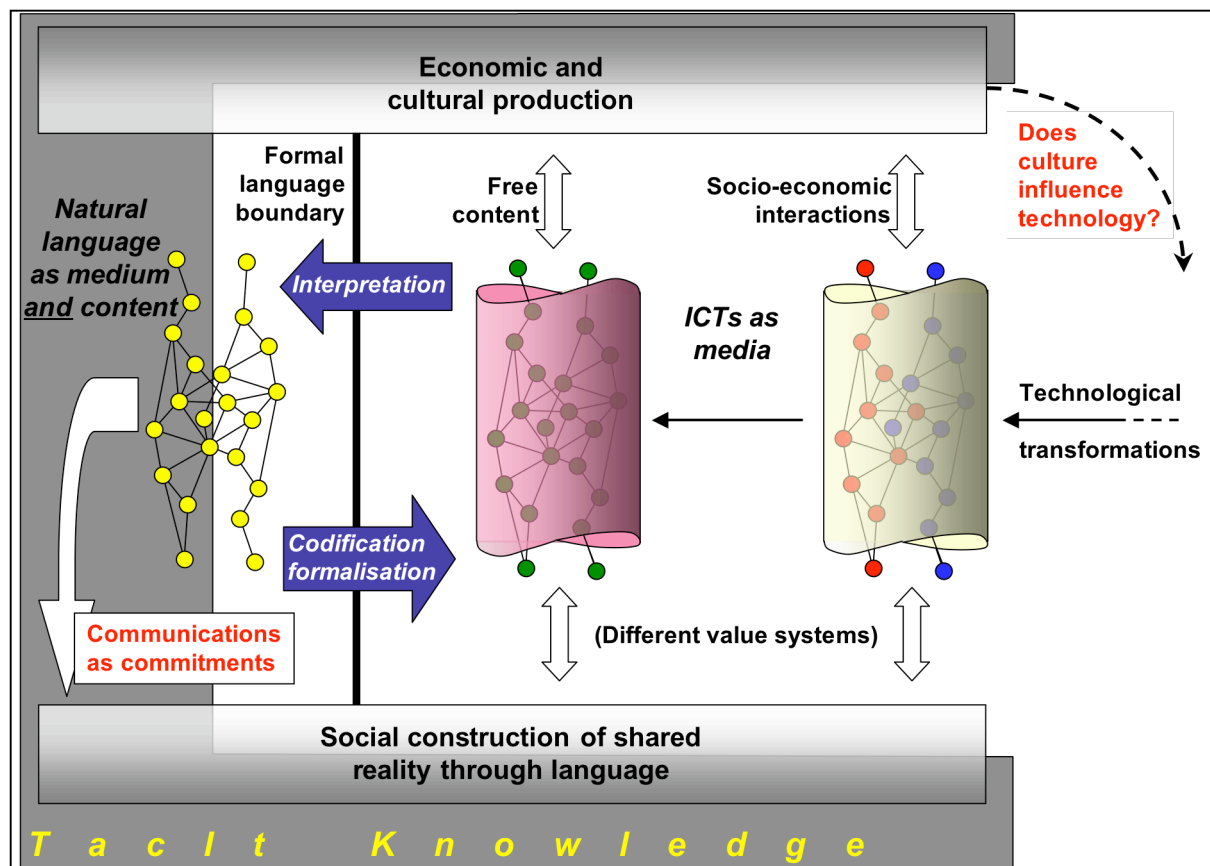 Economic and
cultural production
Does
culture
influence
technology?
Formal
language
boundary
Free
content
Socio-economic
interactions
Natural
language
as medium
and content
Interpretation
ICTs as
media
Technological
transformations
Codification
formalisation
Communications
as commitments
(Different value systems)
Social construction of shared
reality through language
T a c I t K n o w l e d g e